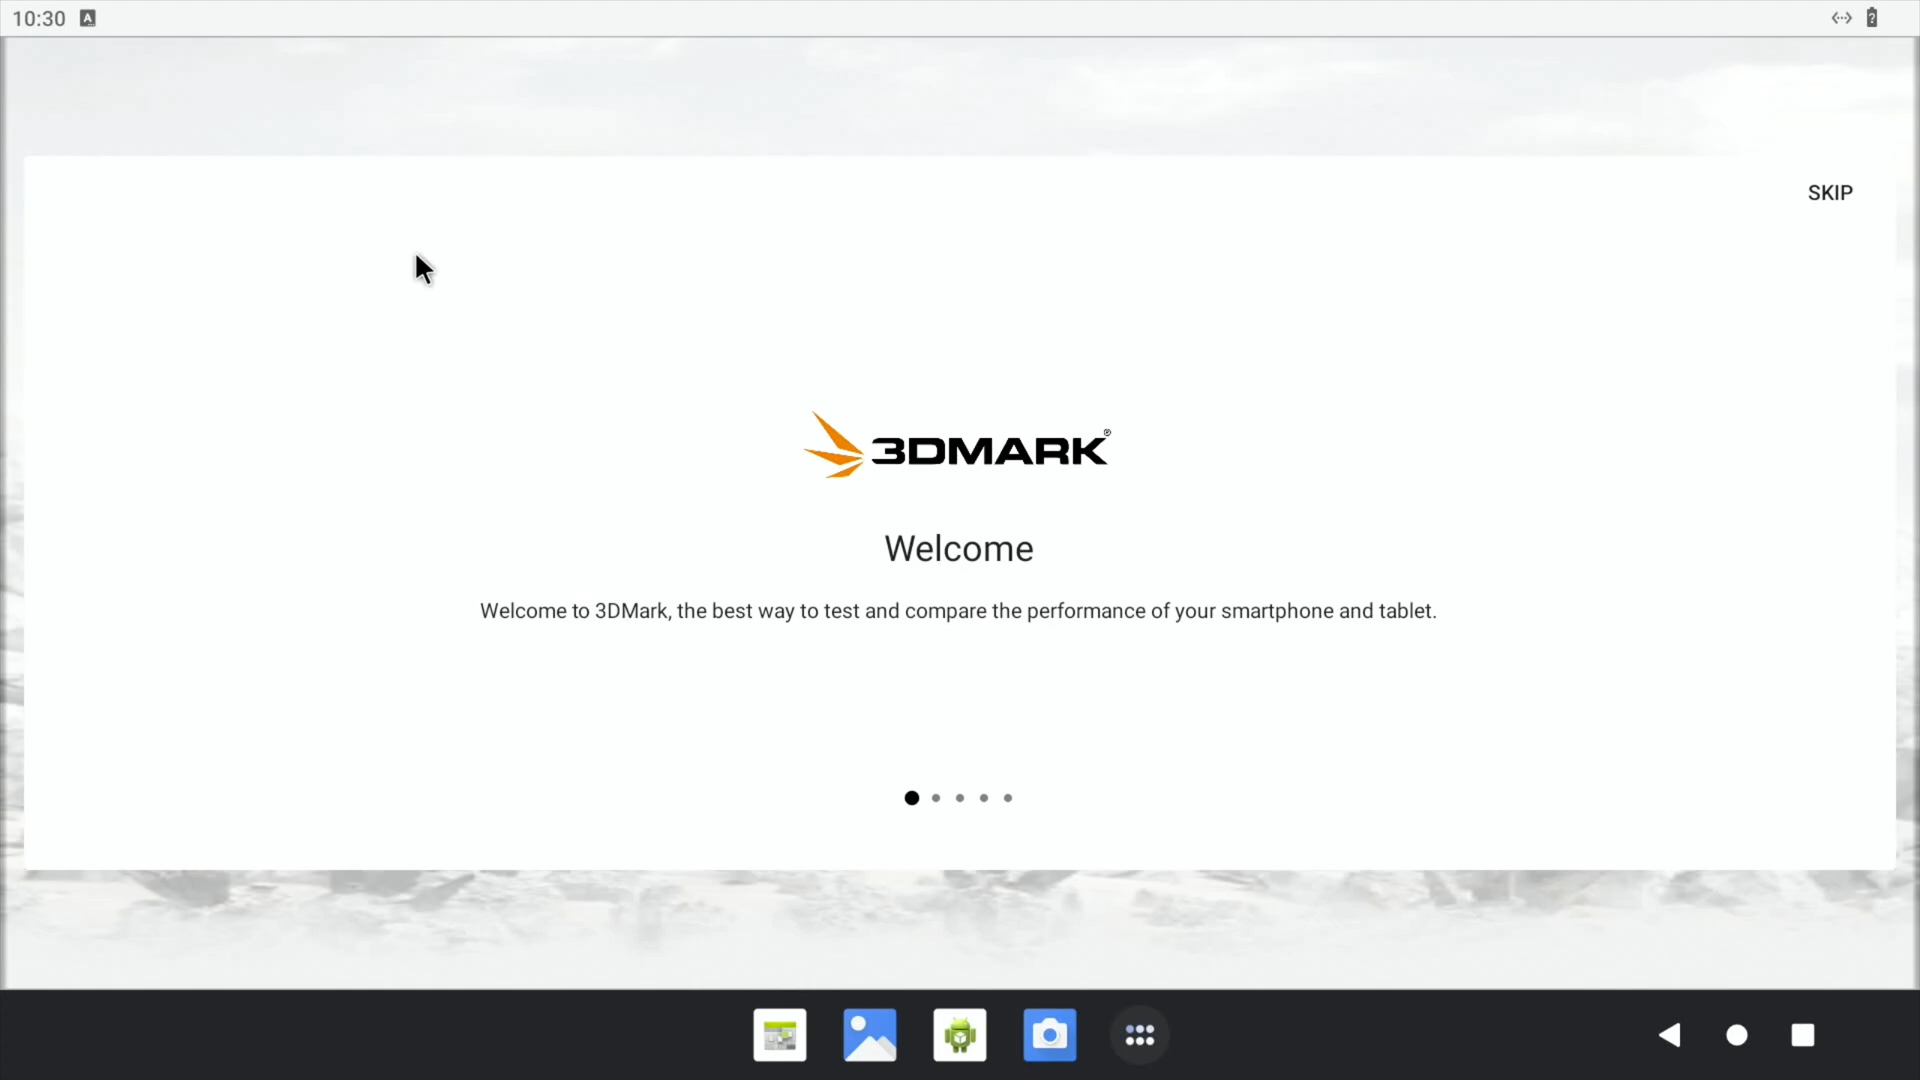 10:30
SKIP
3DMARK®
Welcome
Welcome to 3DMark, the best way to test and compare the performance of your smartphone and tablet.